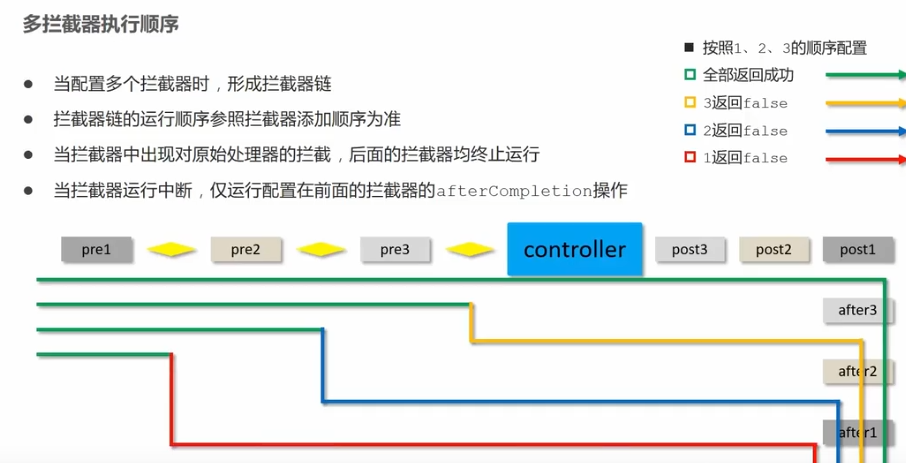 多拦截器执行顺序
■ 按照1、2、3的顺序配置
全部返回成功
3返回false
2返回false
1返回false
● 当配置多个拦截器时，形成拦截器链
● 拦截器链的运行顺序参照拦截器添加顺序为准
● 当拦截器中出现对原始处理器的拦截，后面的拦截器均终止运行
● 当拦截器运行中断，仅运行配置在前面的拦截器的afterCompletion操作
pre1 pre2 pre3 controller post3 post2 post1
after3
after2
after1